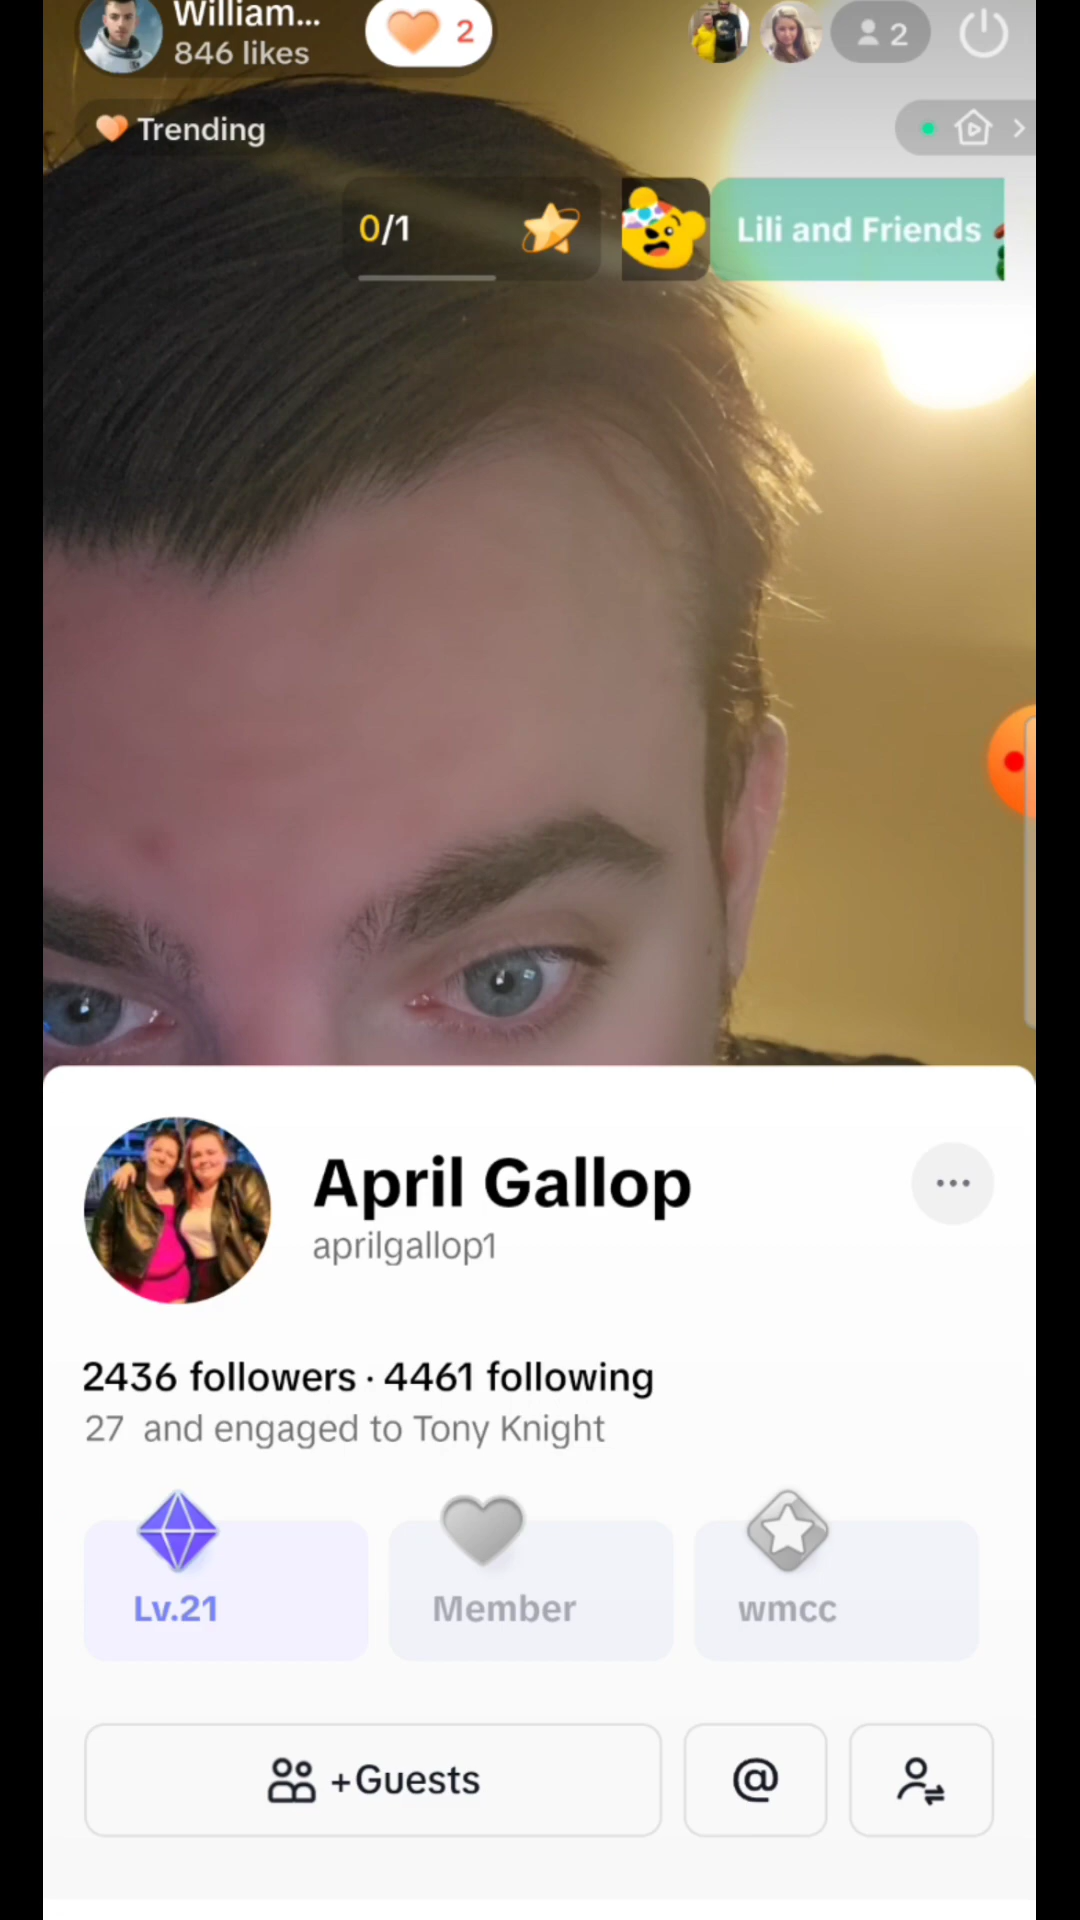 William...
846 likes
2
2
Trending
0/1
Lili and Friends
April Gallop
aprilgallop1
2436 followers · 4461 following
27 and engaged to Tony Knight
Lv.21
Member
wmcc
+Guests
@